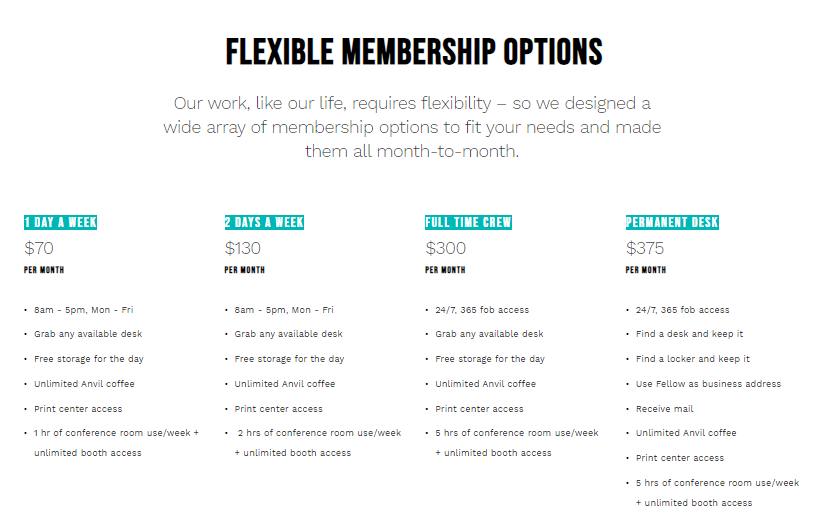 FLEXIBLE MEMBERSHIP OPTIONS
Our work, like our life, requires flexibility – so we designed a
wide array of membership options to fit your needs and made
them all month-to-month.
1 DAY A WEEK
$70
PER MONTH
• 8am - 5pm, Mon - Fri
• Grab any available desk
• Free storage for the day
• Unlimited Anvil coffee
• Print center access
• 1 hr of conference room use/week +
unlimited booth access
2 DAYS A WEEK
$130
PER MONTH
• 8am - 5pm, Mon - Fri
• Grab any available desk
• Free storage for the day
• Unlimited Anvil coffee
• Print center access
• 2 hrs of conference room use/week
+ unlimited booth access
FULL TIME CREW
$300
PER MONTH
• 24/7, 365 fob access
• Grab any available desk
• Free storage for the day
• Unlimited Anvil coffee
• Print center access
• 5 hrs of conference room use/week
+ unlimited booth access
PERMANENT DESK
$375
PER MONTH
• 24/7, 365 fob access
• Find a desk and keep it
• Find a locker and keep it
• Use Fellow as business address
• Receive mail
• Unlimited Anvil coffee
• Print center access
• 5 hrs of conference room use/week
+ unlimited booth access